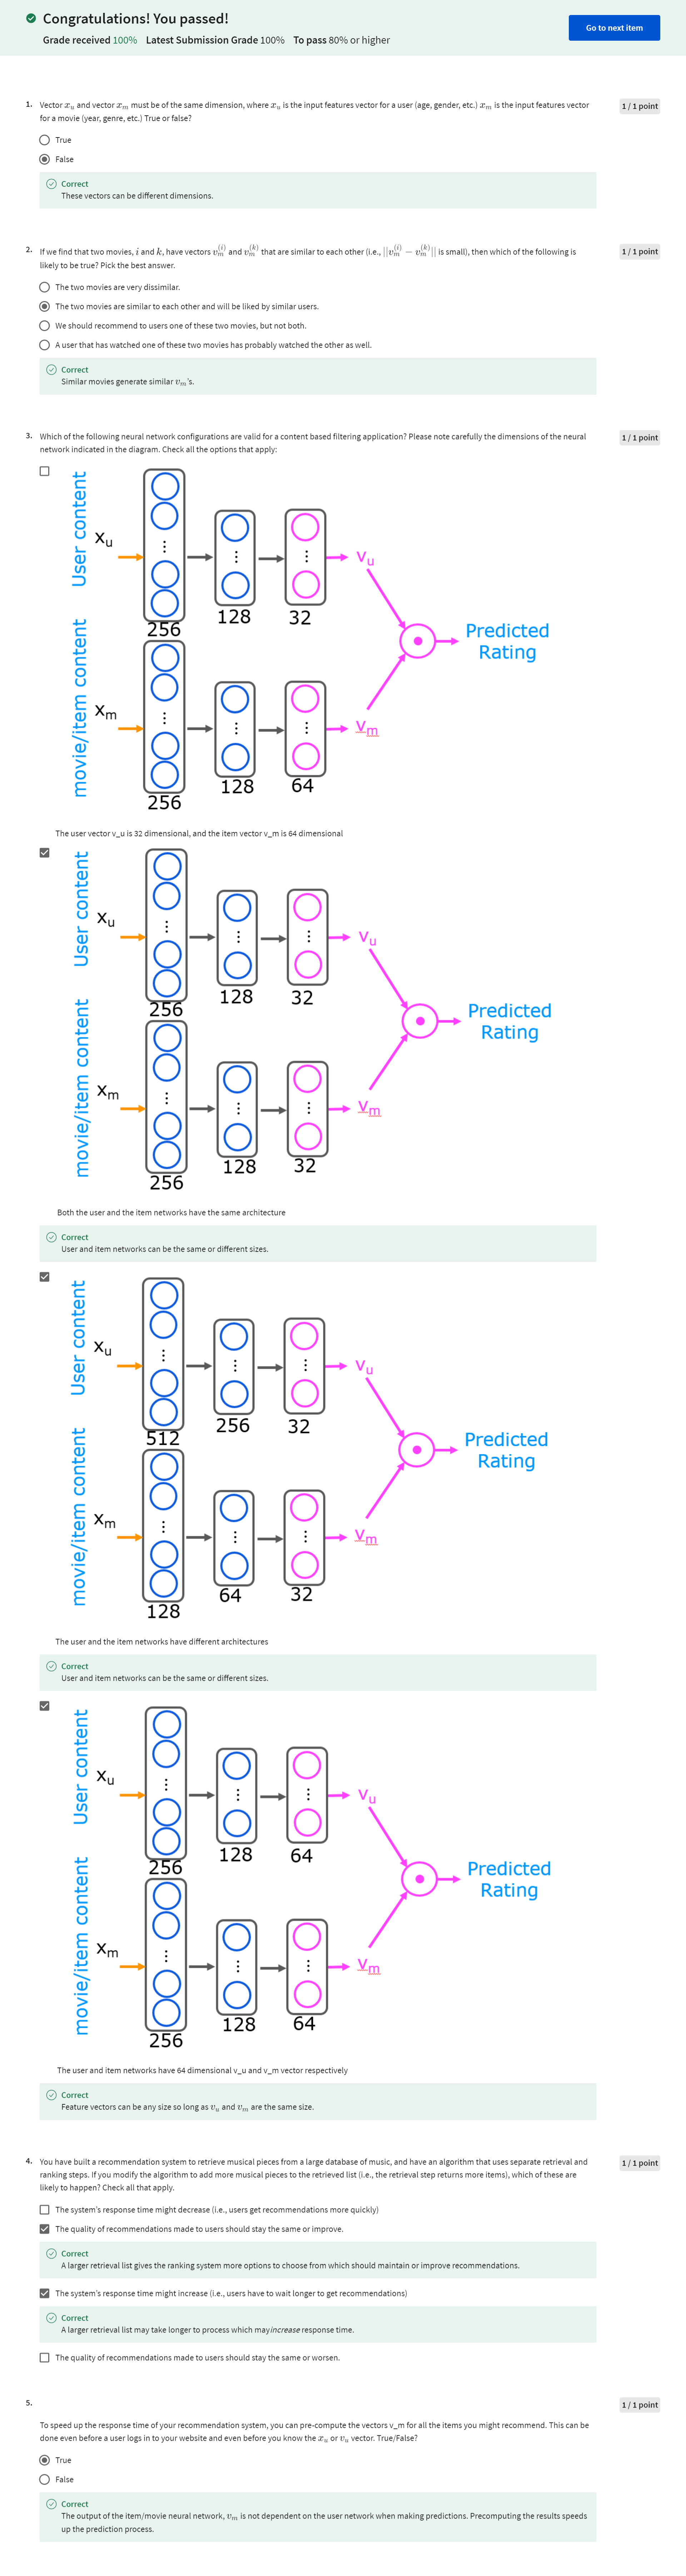 Congratulations! You passed!
Go to next item
Grade received 100% Latest Submission Grade 100% To pass 80% or higher
1. Vector x_u and vector x_m must be of the same dimension, where x_u is the input features vector for a user (age, gender, etc.) x_m is the input features vector
for a movie (year, genre, etc.) True or false?
1 / 1 point
True
False
Correct
These vectors can be different dimensions.
2. If we find that two movies, i and k, have vectors v_m^(i) and v_m^(k) that are similar to each other (i.e., ||v_m^(i) − v_m^(k)|| is small), then which of the following is
likely to be true? Pick the best answer.
1 / 1 point
The two movies are very dissimilar.
The two movies are similar to each other and will be liked by similar users.
We should recommend to users one of these two movies, but not both.
A user that has watched one of these two movies has probably watched the other as well.
Correct
Similar movies generate similar v_m's.
3. Which of the following neural network configurations are valid for a content based filtering application? Please note carefully the dimensions of the neural
network indicated in the diagram. Check all the options that apply:
1 / 1 point
User content
x_u
256
128
32
v_u
movie/item content
x_m
256
128
64
v_m
Predicted
Rating
The user vector v_u is 32 dimensional, and the item vector v_m is 64 dimensional
User content
x_u
256
128
32
v_u
movie/item content
x_m
256
128
32
v_m
Predicted
Rating
Both the user and the item networks have the same architecture
Correct
User and item networks can be the same or different sizes.
User content
x_u
512
256
32
v_u
movie/item content
x_m
128
64
32
v_m
Predicted
Rating
The user and the item networks have different architectures
Correct
User and item networks can be the same or different sizes.
User content
x_u
256
128
64
v_u
movie/item content
x_m
256
128
64
v_m
Predicted
Rating
The user and item networks have 64 dimensional v_u and v_m vector respectively
Correct
Feature vectors can be any size so long as v_u and v_m are the same size.
4. You have built a recommendation system to retrieve musical pieces from a large database of music, and have an algorithm that uses separate retrieval and
ranking steps. If you modify the algorithm to add more musical pieces to the retrieved list (i.e., the retrieval step returns more items), which of these are
likely to happen? Check all that apply.
1 / 1 point
The system's response time might decrease (i.e., users get recommendations more quickly)
The quality of recommendations made to users should stay the same or improve.
Correct
A larger retrieval list gives the ranking system more options to choose from which should maintain or improve recommendations.
The system's response time might increase (i.e., users have to wait longer to get recommendations)
Correct
A larger retrieval list may take longer to process which may increase response time.
The quality of recommendations made to users should stay the same or worsen.
5.
1 / 1 point
To speed up the response time of your recommendation system, you can pre-compute the vectors v_m for all the items you might recommend. This can be
done even before a user logs in to your website and even before you know the x_u or v_u vector. True/False?
True
False
Correct
The output of the item/movie neural network, v_m is not dependent on the user network when making predictions. Precomputing the results speeds
up the prediction process.